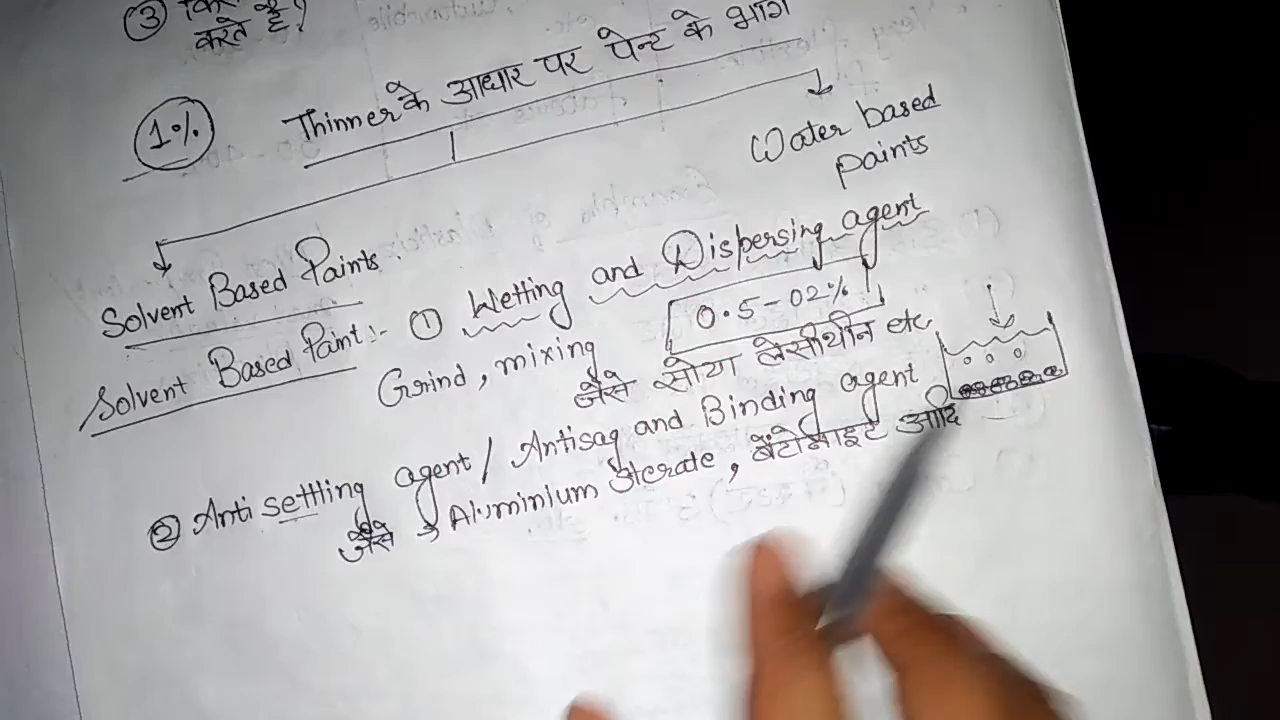 ③
करते है?
1%
Thinner के आधार पर पेन्ट के भाग
Water based
paints
Solvent Based Paints.
Solvent Based Paint:- ① Wetting and Dispersing agent
0.5-02%
Grind, mixing
जैसे सोया लेसीथीन etc.
② Anti settling agent / Antisag and Binding agent
जैसे → Aluminium Sterate, बेंटोनाइट आदि